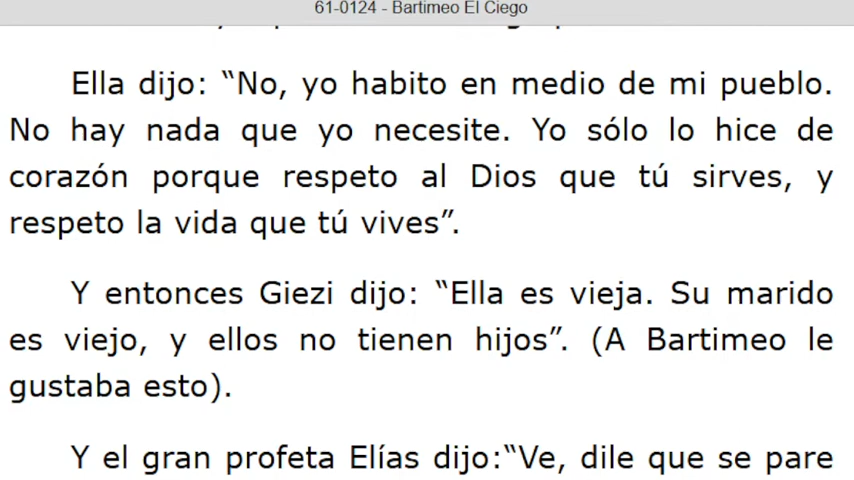 61-0124 - Bartimeo El Ciego
Ella dijo: “No, yo habito en medio de mi pueblo.
No hay nada que yo necesite. Yo sólo lo hice de
corazón porque respeto al Dios que tú sirves, y
respeto la vida que tú vives”.
Y entonces Giezi dijo: “Ella es vieja. Su marido
es viejo, y ellos no tienen hijos”. (A Bartimeo le
gustaba esto).
Y el gran profeta Elías dijo:“Ve, dile que se pare